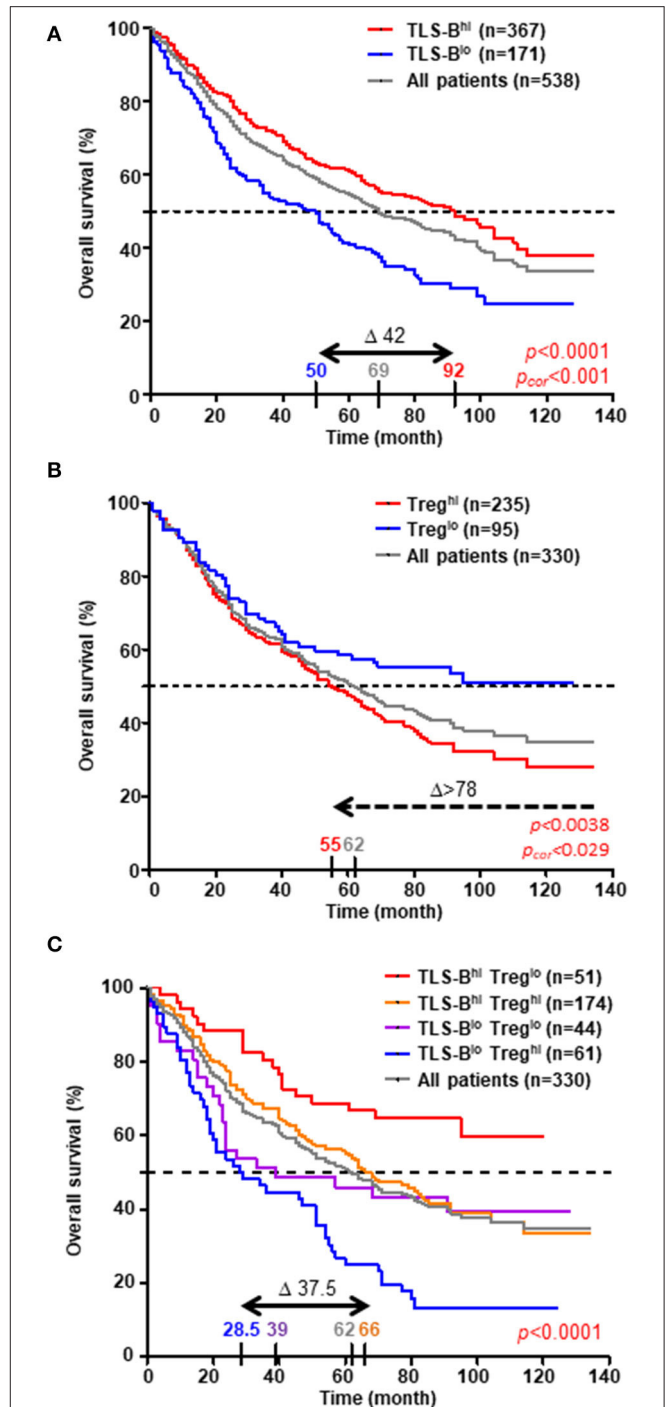 A
TLS-B^hi (n=367)
TLS-B^lo (n=171)
All patients (n=538)
Overall survival (%)
100
80
60
40
20
0
Δ 42
50 69 92
p<0.0001
p_cor<0.001
0 20 40 60 80 100 120 140
Time (month)
B
Treg^hi (n=235)
Treg^lo (n=95)
All patients (n=330)
Overall survival (%)
100
80
60
40
20
0
Δ>78
55 62
p<0.0038
p_cor<0.029
0 20 40 60 80 100 120 140
Time (month)
C
TLS-B^hi Treg^lo (n=51)
TLS-B^hi Treg^hi (n=174)
TLS-B^lo Treg^lo (n=44)
TLS-B^lo Treg^hi (n=61)
All patients (n=330)
Overall survival (%)
100
80
60
40
20
0
Δ 37.5
28.5 39 62 66
p<0.0001
0 20 40 60 80 100 120 140
Time (month)